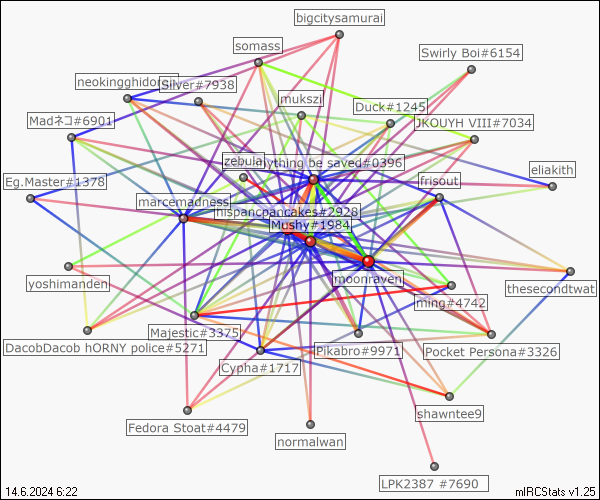 bigcitysamurai
somass
Swirly Boi#6154
neokingghidor
Silver#7938
mukszi
Duck#1245
Madネコ#6901
JKOUYH VIII#7034
zebula
ything be saved#0396
eliakith
Eg.Master#1378
frisout
marcemadness
hispancpancakes#2928
Mushy#1984
moonraven
yoshimanden
thesecondtwat
ming#4742
Majestic#3375
DacobDacob hORNY police#5271
Pikabro#9971
Pocket Persona#3326
Cypha#1717
shawntee9
Fedora Stoat#4479
normalwan
LPK2387 #7690
14.6.2024 6:22
mIRCStats v1.25